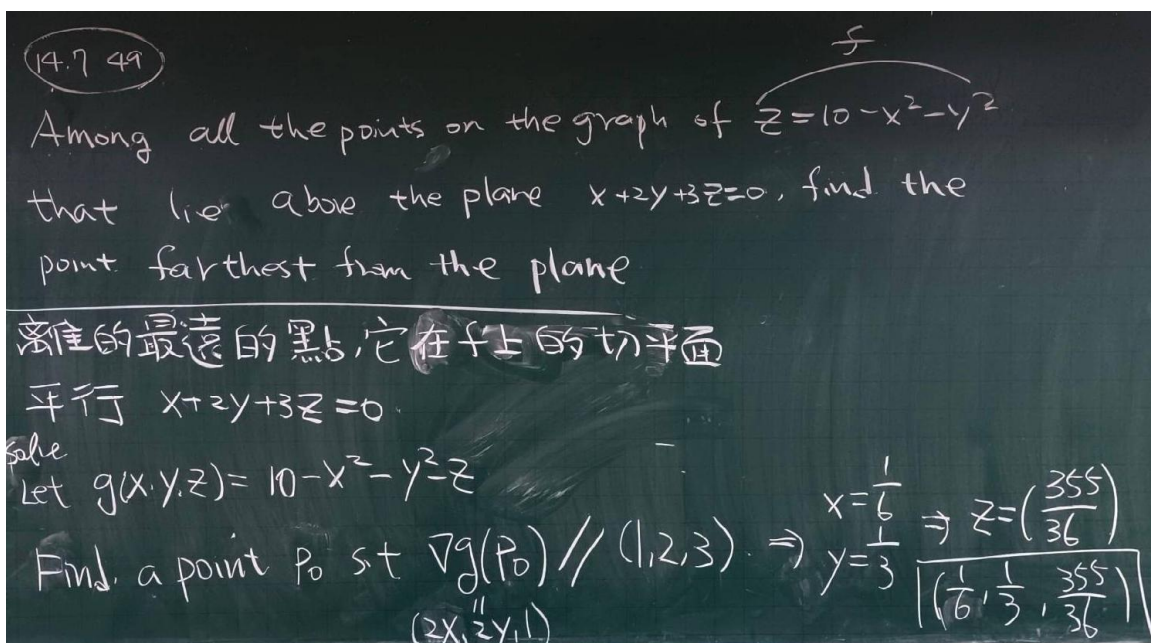 14.7 49
f
Among all the points on the graph of z=10-x²-y²
that lie above the plane x+2y+3z=0, find the
point farthest from the plane
離的最遠的點,它在f上的切平面
平行 x+2y+3z=0.
solve
Let g(x.y.z)= 10-x²-y²-z
Find. a point P₀ s.t ∇g(P₀) // (1,2,3). ⇒ x=1/6 y=1/3 ⇒ z=(355/36)
(2x, 2y, 1)
(1/6, 1/3, 355/36)